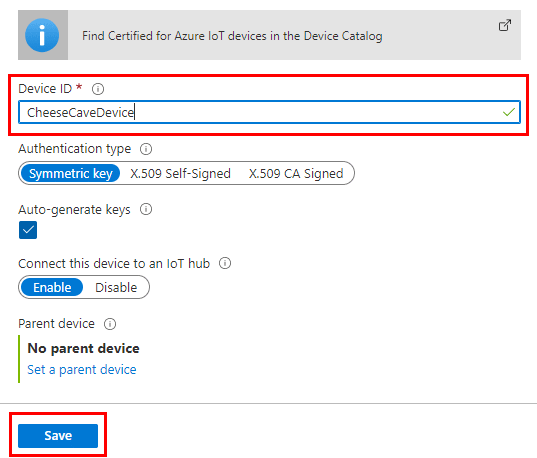 Find Certified for Azure IoT devices in the Device Catalog
Device ID *
CheeseCaveDevice
Authentication type
Symmetric key X.509 Self-Signed X.509 CA Signed
Auto-generate keys
Connect this device to an IoT hub
Enable Disable
Parent device
No parent device
Set a parent device
Save